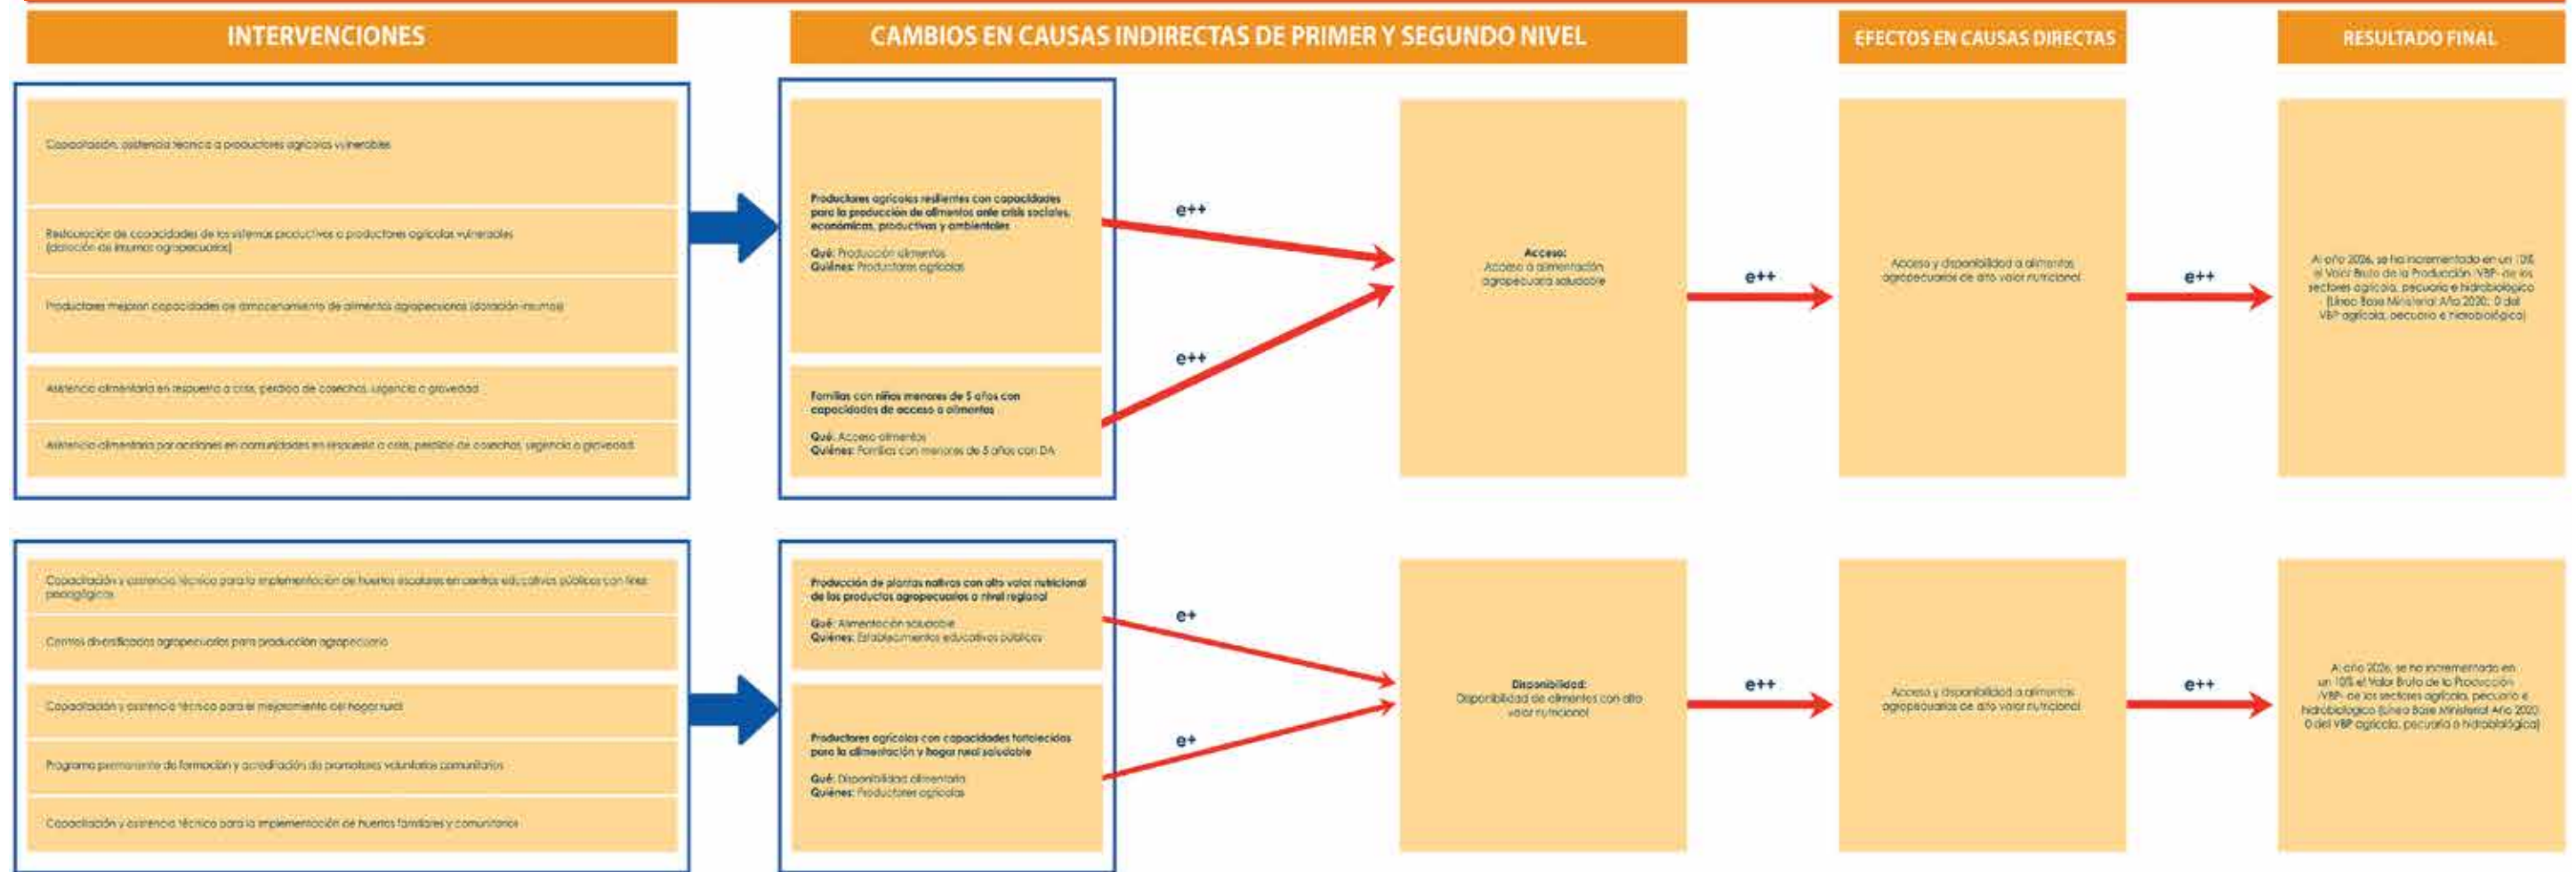 INTERVENCIONES
CAMBIOS EN CAUSAS INDIRECTAS DE PRIMER Y SEGUNDO NIVEL
EFECTOS EN CAUSAS DIRECTAS
RESULTADO FINAL
Capacitación, asistencia técnica a productores agrícolas vulnerables
Restauración de capacidades de los sistemas productivos a productores agrícolas vulnerables
(dotación de insumos agropecuarios)
Productores mejoran capacidades de almacenamiento de alimentos agropecuarios (dotación insumos)
Asistencia alimentaria en respuesta a crisis, pérdida de cosechas, urgencia o gravedad
Asistencia alimentaria por acciones en comunidades en respuesta a crisis, pérdida de cosechas, urgencia o gravedad
Productores agrícolas resilientes con capacidades
para la producción de alimentos ante crisis sociales,
económicas, productivas y ambientales
Qué: Producción alimentos
Quiénes: Productores agrícolas
Familias con niños menores de 5 años con
capacidades de acceso a alimentos
Qué: Acceso alimentos
Quiénes: Familias con menores de 5 años con DA
e++
e++
Acceso:
Acceso a alimentación
agropecuaria saludable
e++
Acceso y disponibilidad a alimentos
agropecuarios de alto valor nutricional
e++
Al año 2026, se ha incrementado en un 10%
el Valor Bruto de la Producción -VBP- de los
sectores agrícola, pecuario e hidrobiológico
(Línea Base Ministerial Año 2020: 0 del
VBP agrícola, pecuario e hidrobiológico)
Capacitación y asistencia técnica para la implementación de huertos escolares en centros educativos públicos con fines
pedagógicos
Centros diversificados agropecuarios para producción agropecuaria
Capacitación y asistencia técnica para el mejoramiento del hogar rural
Programa permanente de formación y acreditación de promotores voluntarios comunitarios
Capacitación y asistencia técnica para la implementación de huertos familiares y comunitarios
Producción de plantas nativas con alto valor nutricional
de los productos agropecuarios a nivel regional
Qué: Alimentación saludable
Quiénes: Establecimientos educativos públicos
Productores agrícolas con capacidades fortalecidas
para la alimentación y hogar rural saludable
Qué: Disponibilidad alimentaria
Quiénes: Productores agrícolas
e+
e+
Disponibilidad:
Disponibilidad de alimentos con alto
valor nutricional
e++
Acceso y disponibilidad a alimentos
agropecuarios de alto valor nutricional
e++
Al año 2026, se ha incrementado en
un 10% el Valor Bruto de la Producción
-VBP- de los sectores agrícola, pecuario e
hidrobiológico (Línea Base Ministerial Año 2020:
0 del VBP agrícola, pecuario e hidrobiológico)